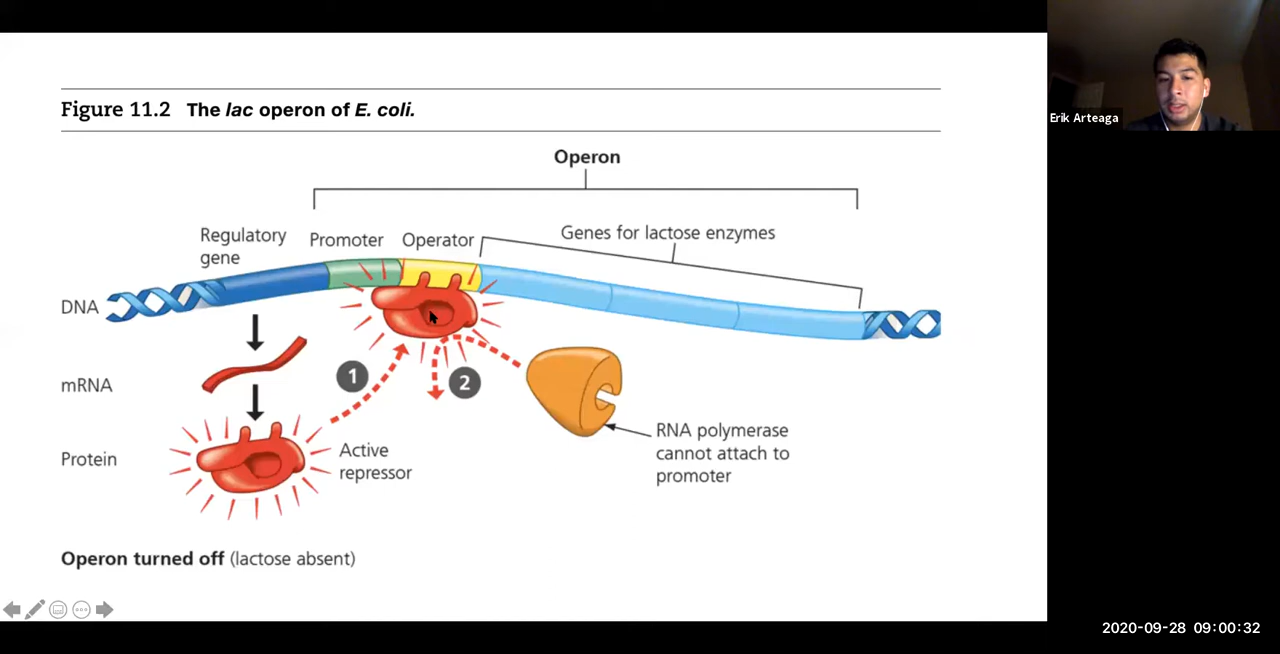 Figure 11.2 The lac operon of E. coli.
Erik Arteaga
Operon
Regulatory
gene
Promoter
Operator
Genes for lactose enzymes
DNA
mRNA
1
2
Protein
Active
repressor
RNA polymerase
cannot attach to
promoter
Operon turned off (lactose absent)
2020-09-28 09:00:32